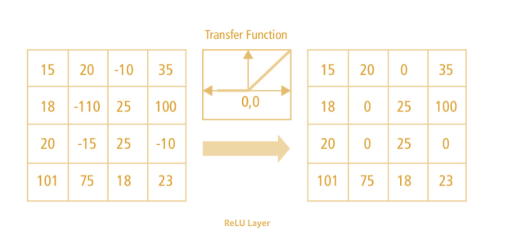 Transfer Function
15 20 -10 35
18 -110 25 100
20 -15 25 -10
101 75 18 23
0,0
15 20 0 35
18 0 25 100
20 0 25 0
101 75 18 23
ReLU Layer